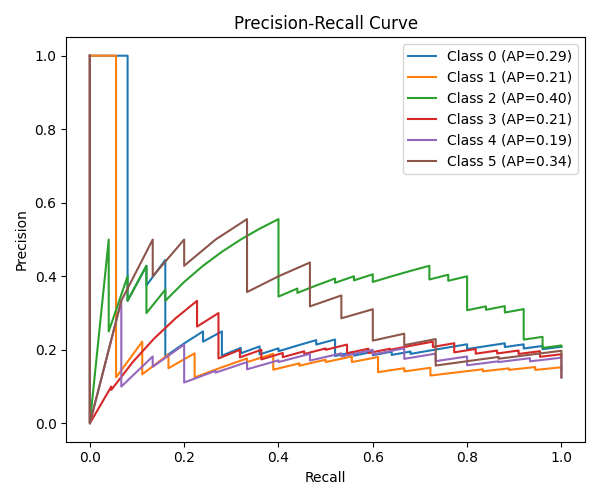 Precision-Recall Curve
Class 0 (AP=0.29)
Class 1 (AP=0.21)
Class 2 (AP=0.40)
Class 3 (AP=0.21)
Class 4 (AP=0.19)
Class 5 (AP=0.34)
Precision
1.0
0.8
0.6
0.4
0.2
0.0
0.0 0.2 0.4 0.6 0.8 1.0
Recall